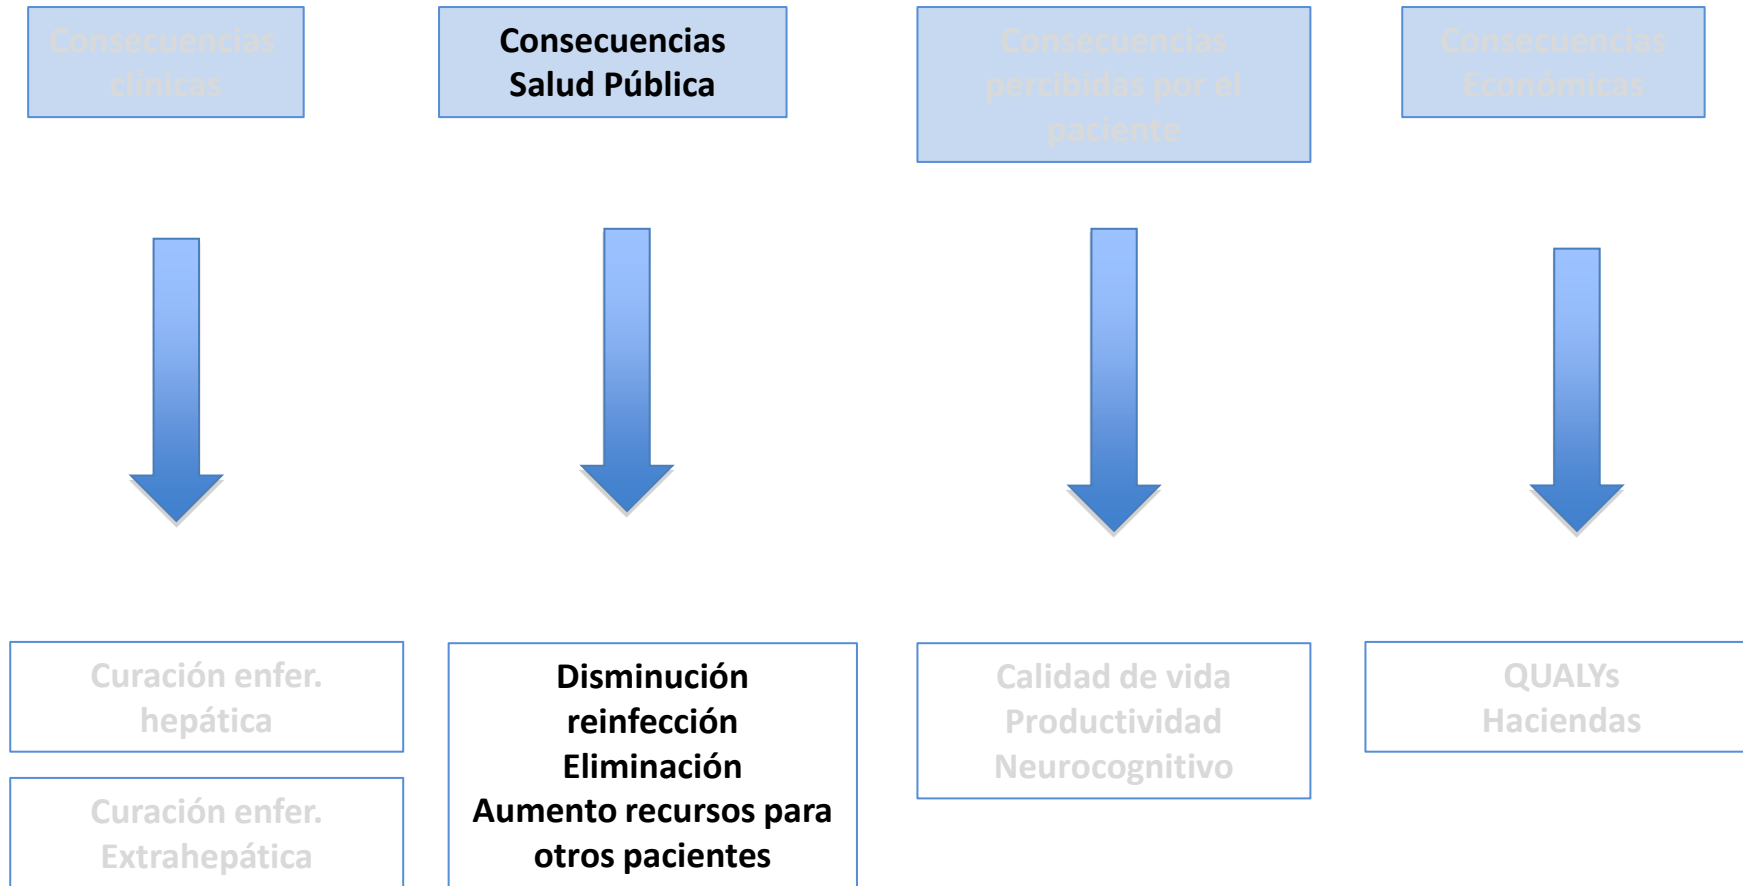 Consecuencias
clínicas
Consecuencias
Salud Pública
Consecuencias
percibidas por el
paciente
Consecuencias
Económicas
Curación enfer.
hepática
Curación enfer.
Extrahepática
Disminución
reinfección
Eliminación
Aumento recursos para
otros pacientes
Calidad de vida
Productividad
Neurocognitivo
QUALYs
Haciendas